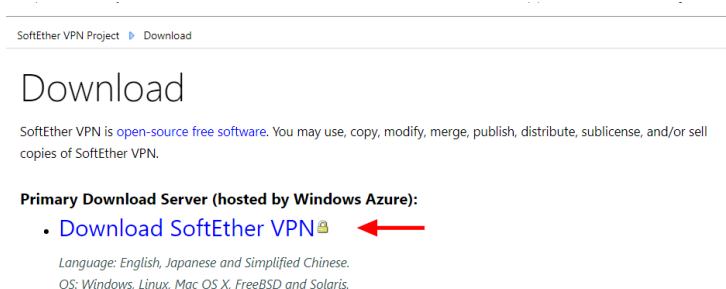 SoftEther VPN Project Download
Download
SoftEther VPN is open-source free software. You may use, copy, modify, merge, publish, distribute, sublicense, and/or sell
copies of SoftEther VPN.
Primary Download Server (hosted by Windows Azure):
• Download SoftEther VPN
Language: English, Japanese and Simplified Chinese.
OS: Windows, Linux, Mac OS X, FreeBSD and Solaris.